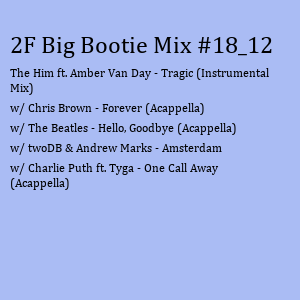 2F Big Bootie Mix #18_12
The Him ft. Amber Van Day - Tragic (Instrumental
Mix)
w/ Chris Brown - Forever (Acappella)
w/ The Beatles - Hello, Goodbye (Acappella)
w/ twoDB & Andrew Marks - Amsterdam
w/ Charlie Puth ft. Tyga - One Call Away
(Acappella)